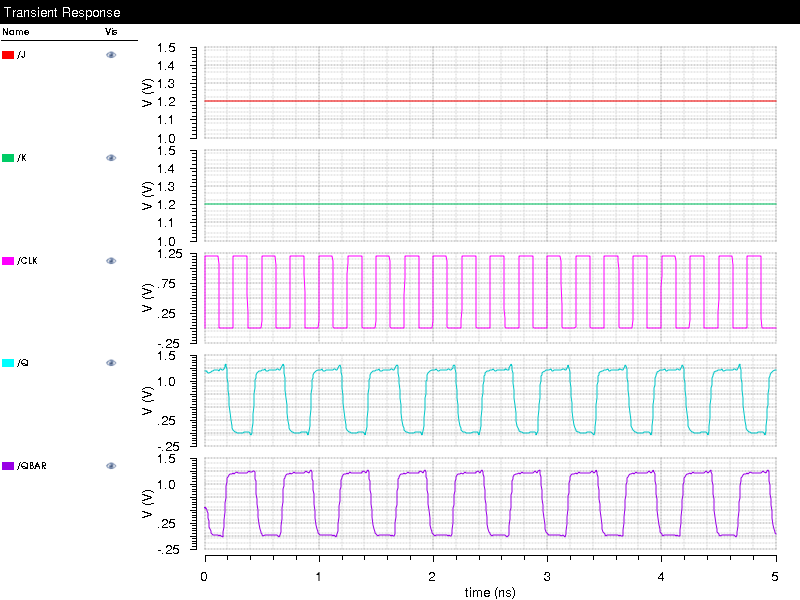 Transient Response
Name Vis
/J
V (V)
1.5
1.4
1.3
1.2
1.1
1.0
/K
V (V)
1.5
1.4
1.3
1.2
1.1
1.0
/CLK
V (V)
1.25
.75
.25
-.25
/Q
V (V)
1.5
1.0
.25
-.25
/QBAR
V (V)
1.5
1.0
.25
-.25
0 1 2 3 4 5
time (ns)